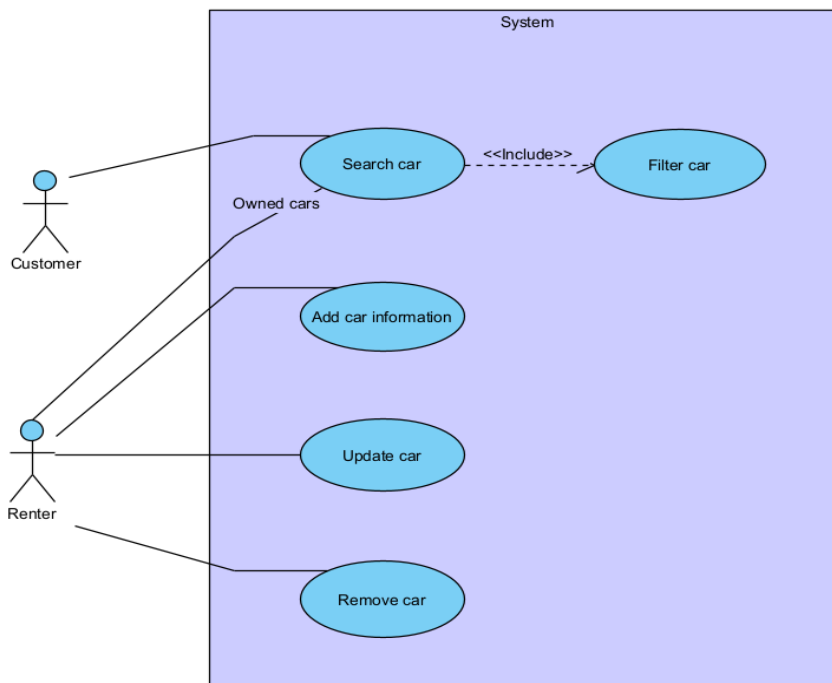 System
Search car
<<Include>>
Filter car
Owned cars
Customer
Add car information
Update car
Renter
Remove car